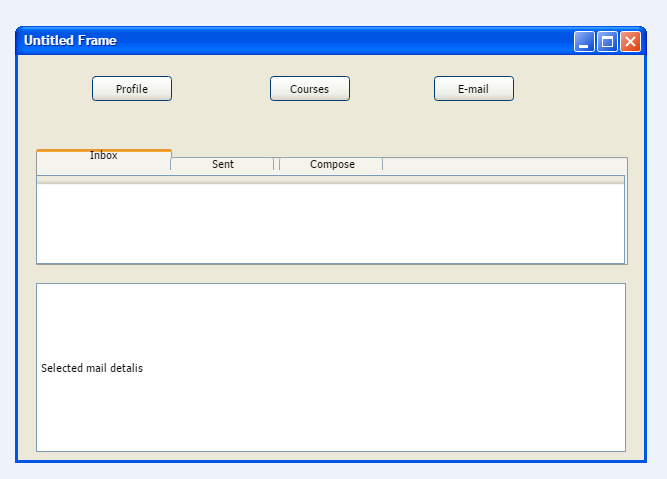 Untitled Frame
Profile Courses E-mail
Inbox Sent Compose
Selected mail detalis